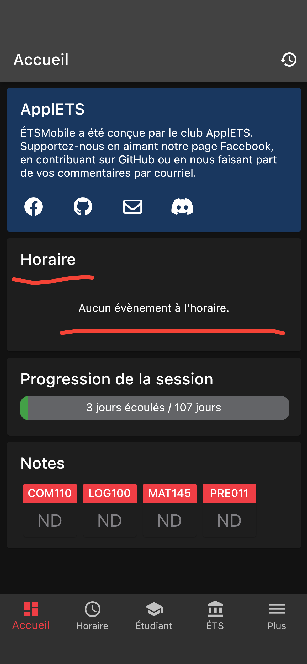 Accueil
ApplETS
ÉTSMobile a été conçue par le club ApplETS.
Supportez-nous en aimant notre page Facebook,
en contribuant sur GitHub ou en nous faisant part
de vos commentaires par courriel.
Horaire
Aucun évènement à l'horaire.
Progression de la session
3 jours écoulés / 107 jours
Notes
COM110 LOG100 MAT145 PRE011
ND ND ND ND
Accueil Horaire Étudiant ÉTS Plus